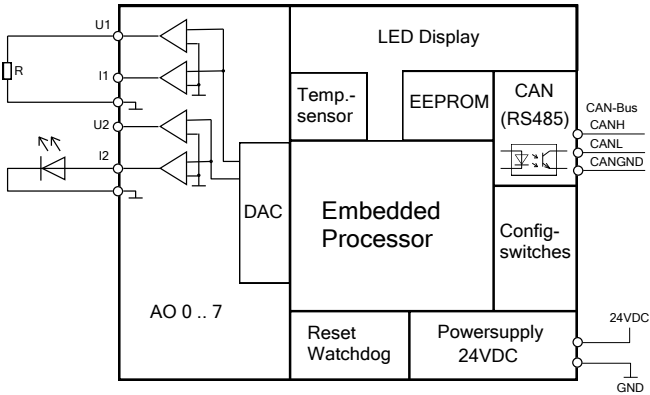 U1
LED Display
R
I1
Temp.-
sensor
EEPROM
CAN
(RS485)
CAN-Bus
CANH
CANL
CANGND
U2
I2
DAC
Embedded
Processor
Config-
switches
AO 0 .. 7
Reset
Watchdog
Powersupply
24VDC
24VDC
GND